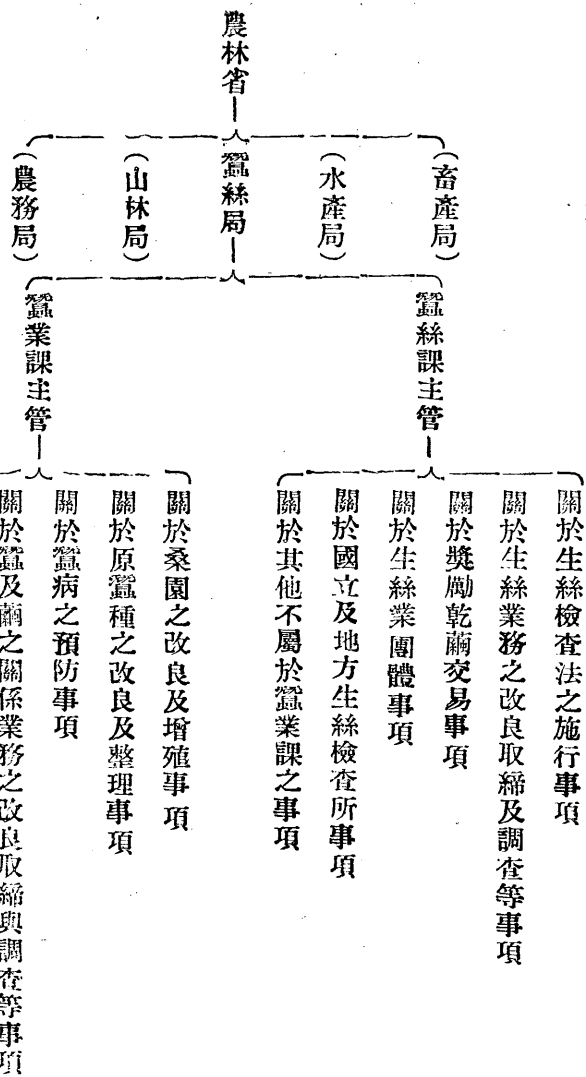 農林省
(畜產局)
(水產局)
蠶絲局
(山林局)
(農務局)
蠶絲課主管
關於生絲檢查法之施行事項
關於生絲業務之改良取締及調查等事項
關於獎勵乾繭交易事項
關於生絲業團體事項
關於國立及地方生絲檢查所事項
關於其他不屬於蠶業課之事項
蠶業課主管
關於桑園之改良及增殖事項
關於原蠶種之改良及整理事項
關於蠶病之預防事項
關於蠶及繭之關係業務之改良取締與調查等事項